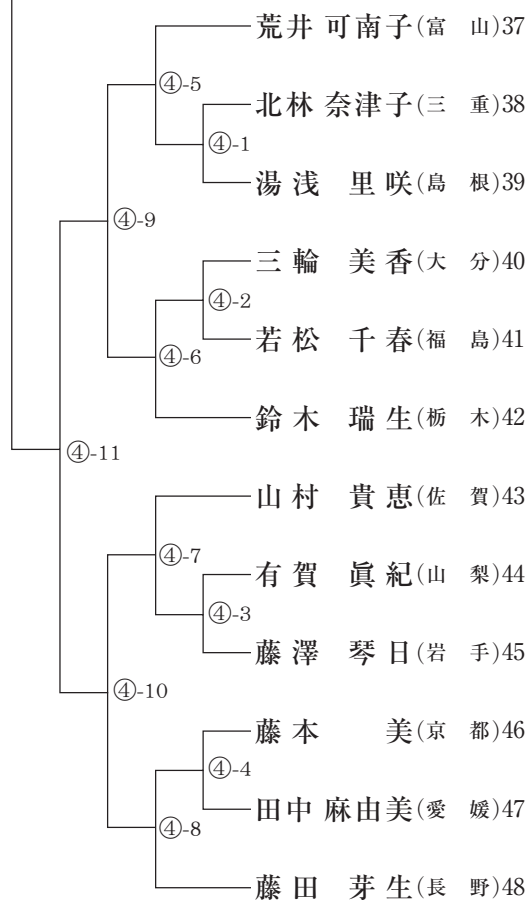 荒井 可南子(富 山)37
④-5
北林 奈津子(三 重)38
④-1
湯浅 里咲(島 根)39
④-9
三輪 美香(大 分)40
④-2
若松 千春(福 島)41
④-6
鈴木 瑞生(栃 木)42
④-11
山村 貴恵(佐 賀)43
④-7
有賀 眞紀(山 梨)44
④-3
藤澤 琴日(岩 手)45
④-10
藤本 美(京 都)46
④-4
田中 麻由美(愛 媛)47
④-8
藤田 芽生(長 野)48